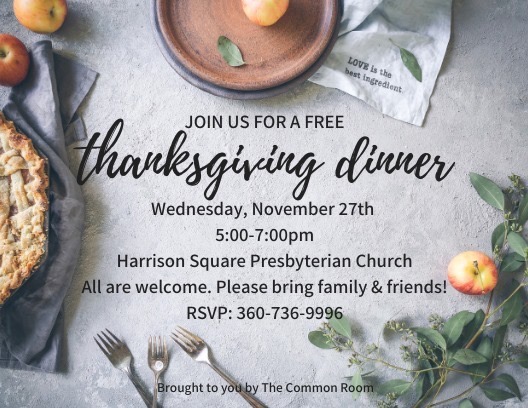 LOVE is the
best ingredient.
JOIN US FOR A FREE
thanksgiving dinner
Wednesday, November 27th
5:00-7:00pm
Harrison Square Presbyterian Church
All are welcome. Please bring family & friends!
RSVP: 360-736-9996
Brought to you by The Common Room